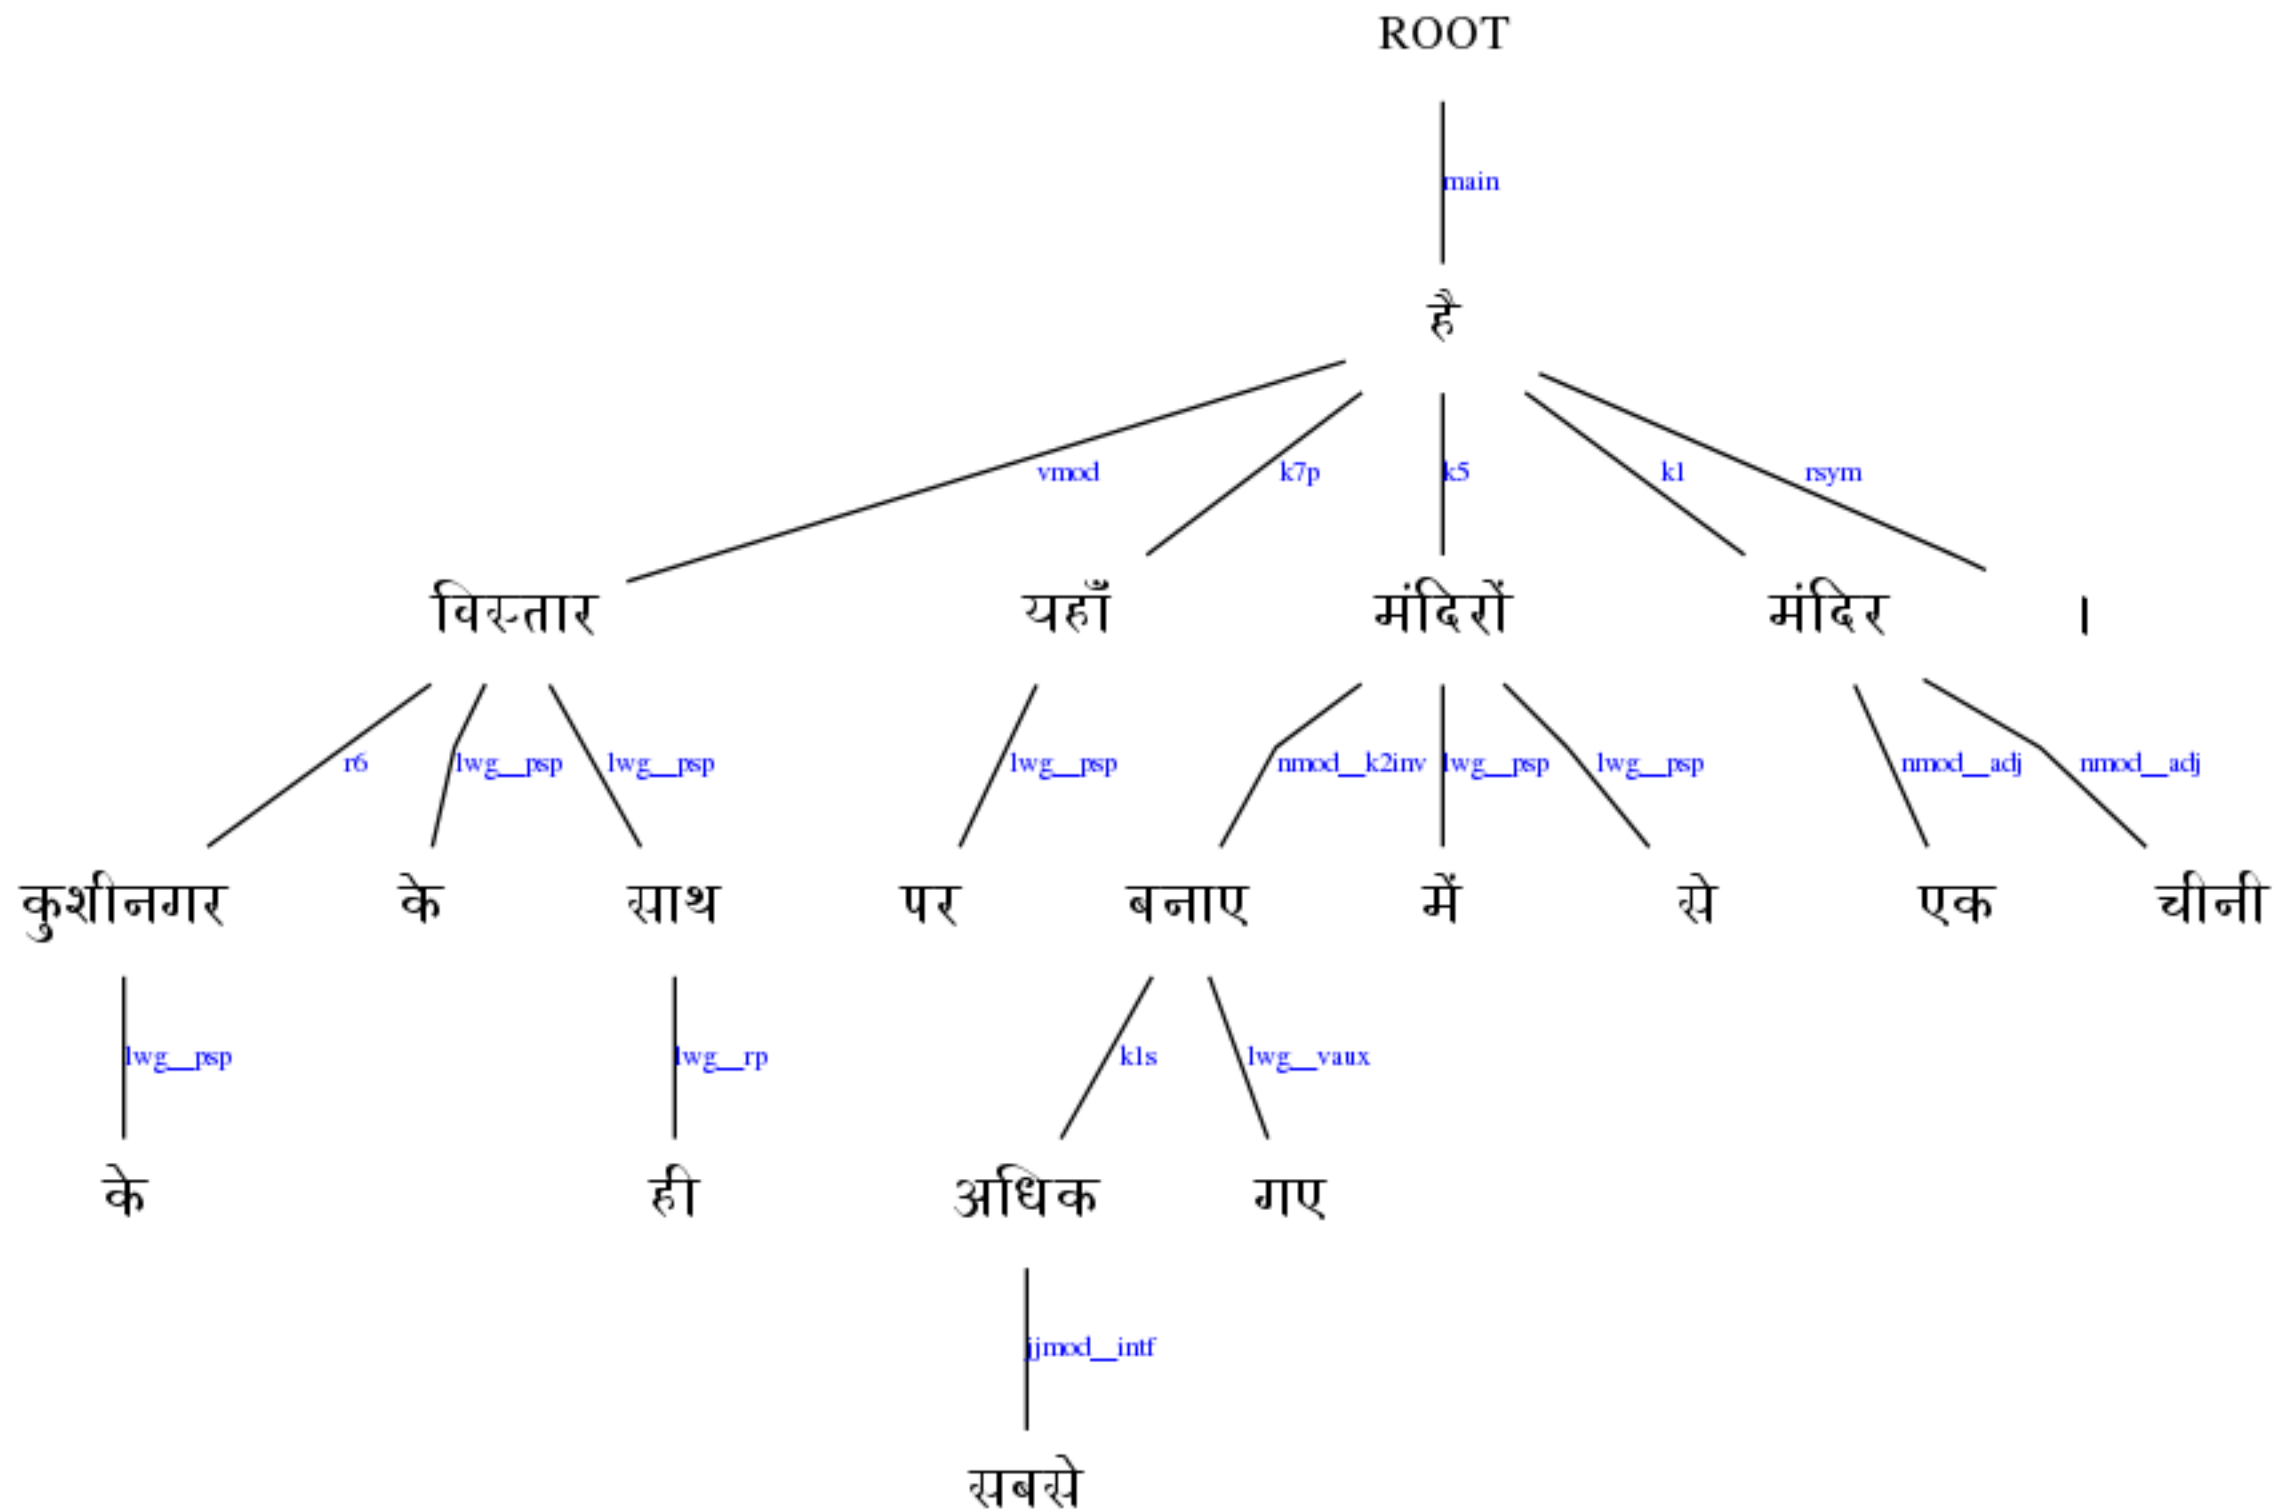 ROOT
main
है
vmod k7p k5 k1 rsym
विस्तार यहाँ मंदिरों मंदिर ।
r6 lwg__psp lwg__psp lwg__psp nmod__k2inv lwg__psp lwg__psp nmod__adj nmod__adj
कुशीनगर के साथ पर बनाए में से एक चीनी
lwg__psp lwg__rp k1s lwg__vaux
के ही अधिक गए
jjmod__intf
सबसे